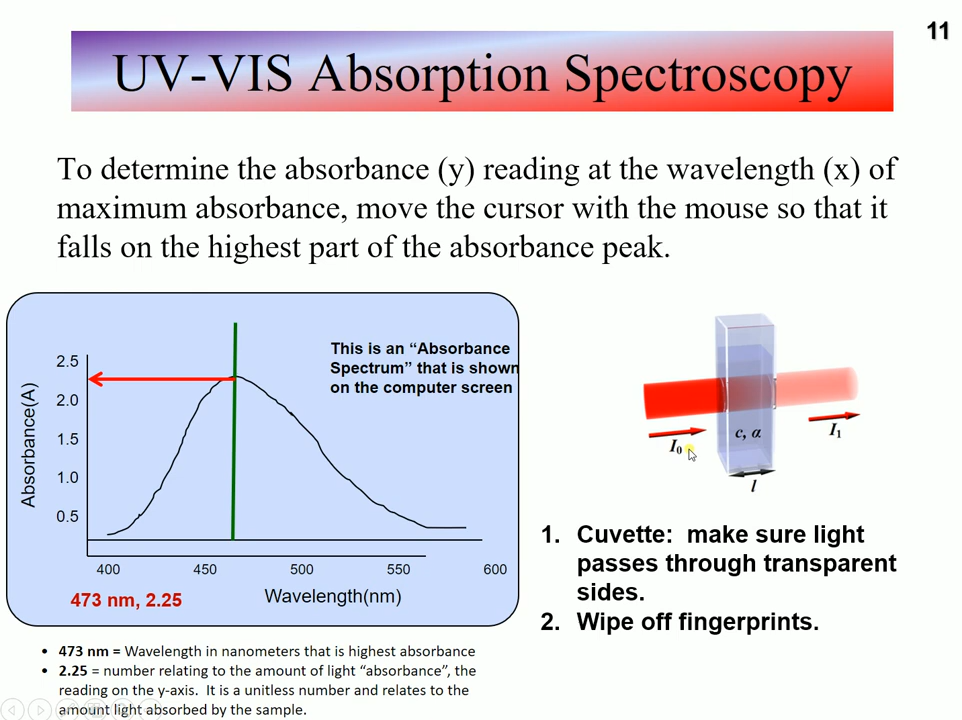 11
UV-VIS Absorption Spectroscopy
To determine the absorbance (y) reading at the wavelength (x) of
maximum absorbance, move the cursor with the mouse so that it
falls on the highest part of the absorbance peak.
This is an “Absorbance
Spectrum” that is shown
on the computer screen
Absorbance(A)
2.5
2.0
1.5
1.0
0.5
400 450 500 550 600
473 nm, 2.25
Wavelength(nm)
• 473 nm = Wavelength in nanometers that is highest absorbance
• 2.25 = number relating to the amount of light “absorbance”, the
reading on the y-axis. It is a unitless number and relates to the
amount light absorbed by the sample.
I₀
c, α
I₁
l
1. Cuvette: make sure light
passes through transparent
sides.
2. Wipe off fingerprints.